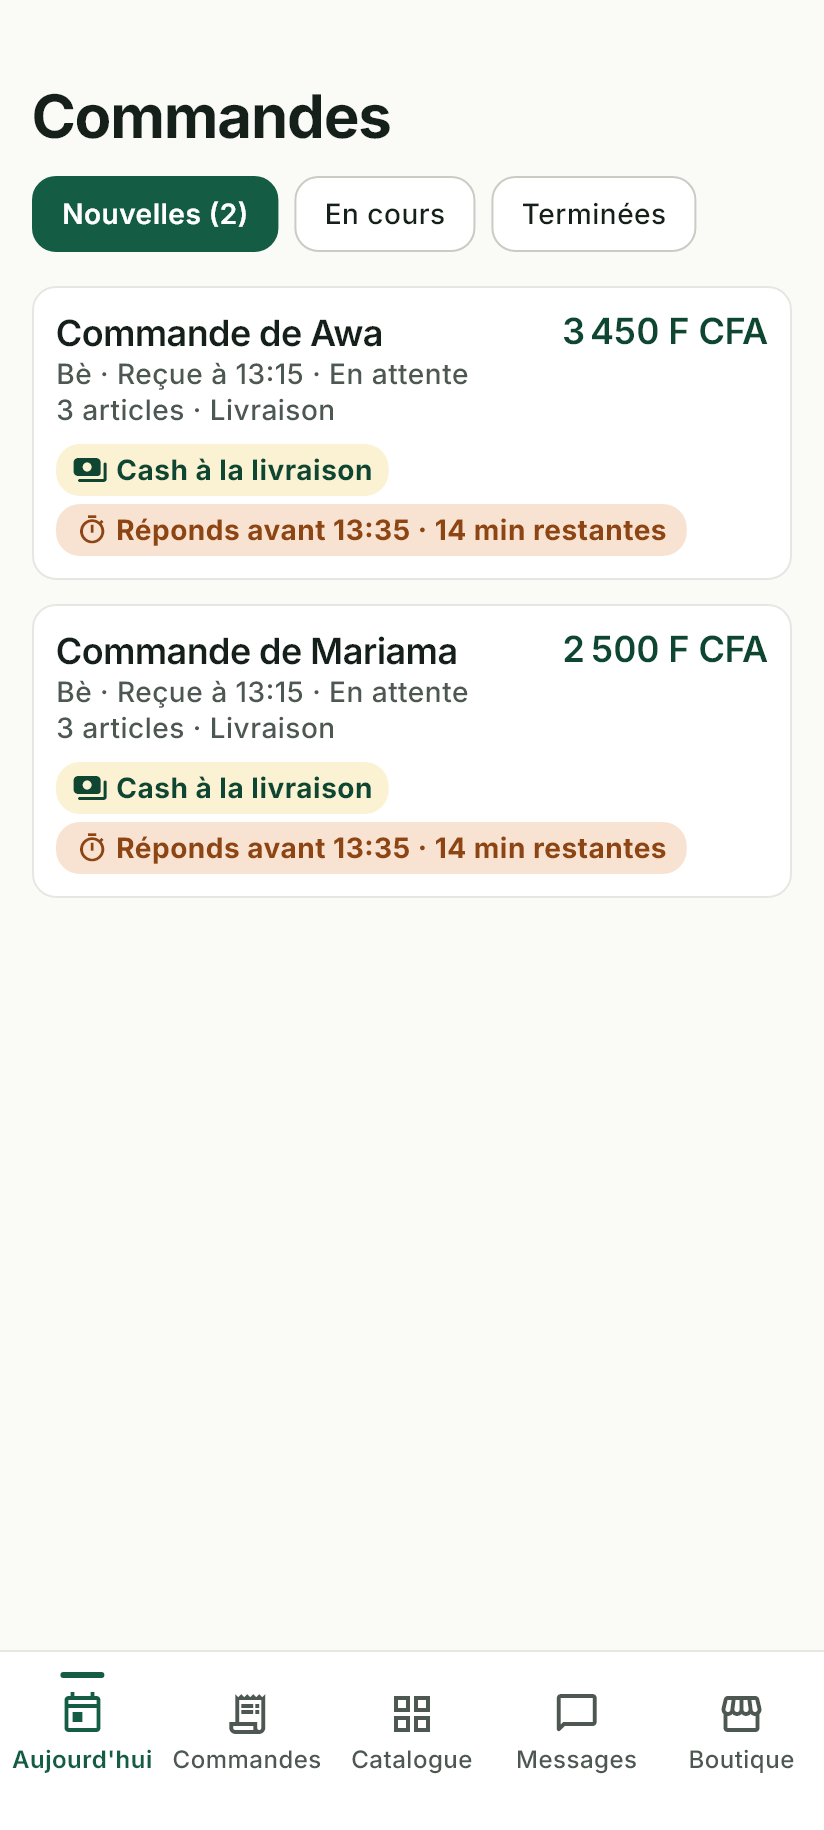 Commandes
Nouvelles (2)
En cours
Terminées
Commande de Awa
3 450 F CFA
Bè · Reçue à 13:15 · En attente
3 articles · Livraison
Cash à la livraison
Réponds avant 13:35 · 14 min restantes
Commande de Mariama
2 500 F CFA
Bè · Reçue à 13:15 · En attente
3 articles · Livraison
Cash à la livraison
Réponds avant 13:35 · 14 min restantes
Aujourd'hui
Commandes
Catalogue
Messages
Boutique